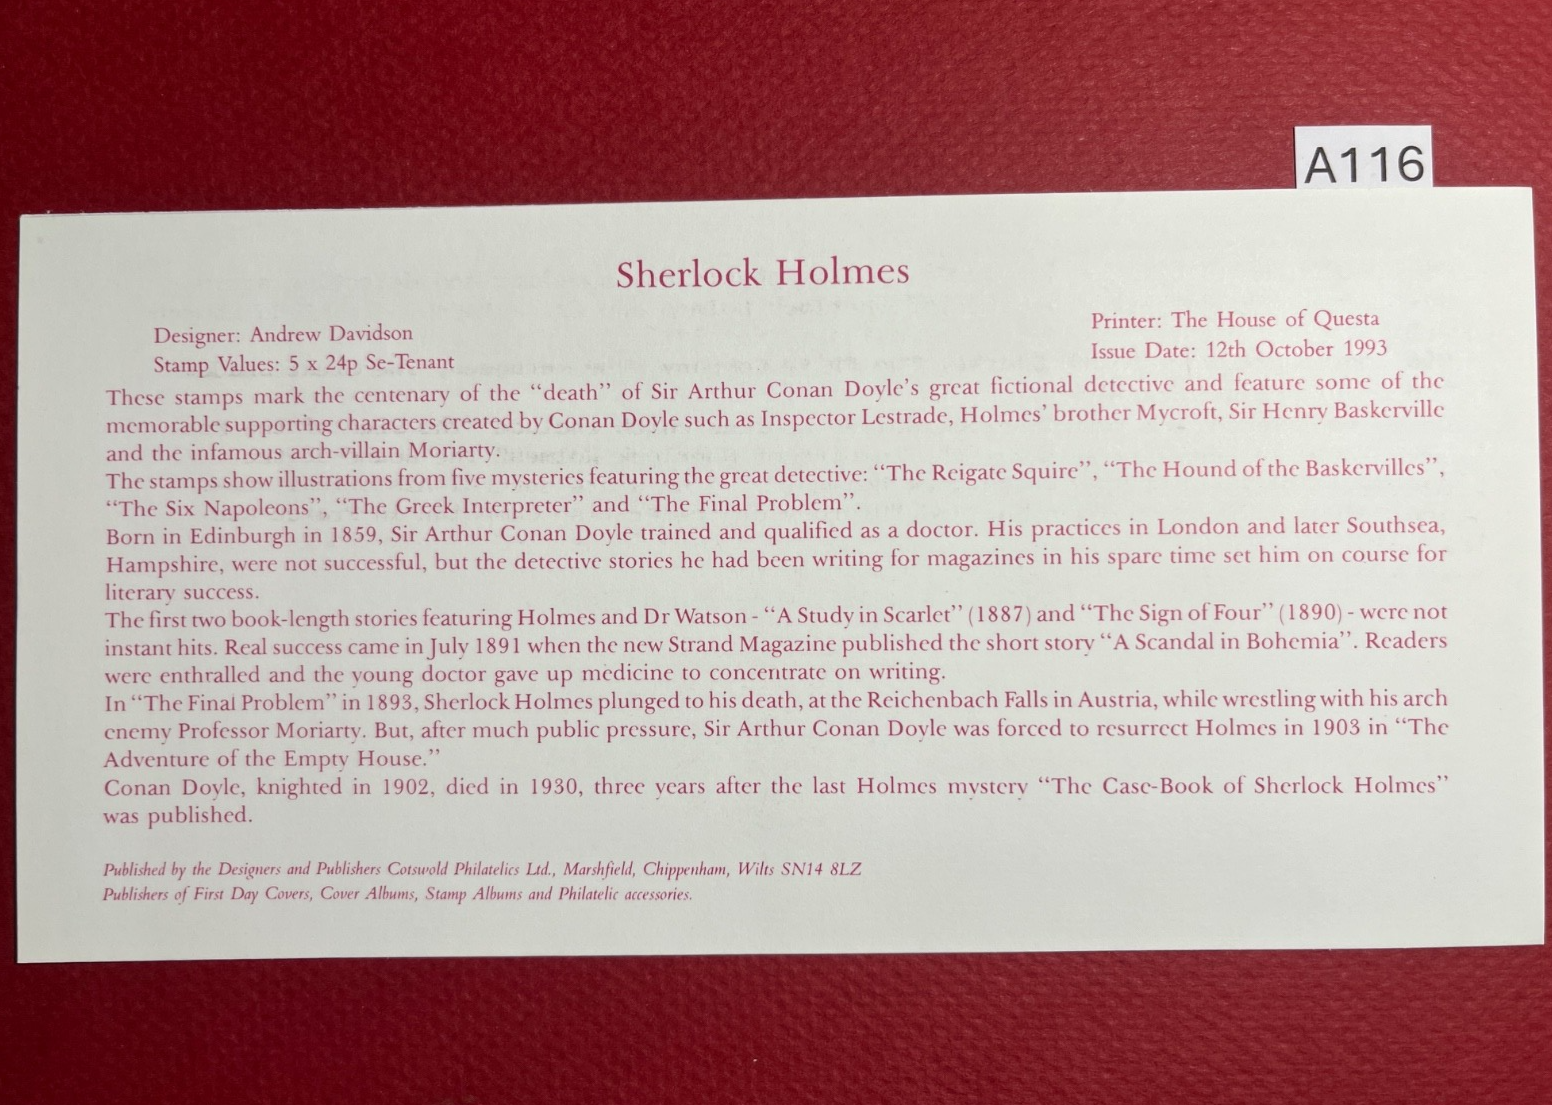 A116
Sherlock Holmes
Designer: Andrew Davidson
Stamp Values: 5 x 24p Se-Tenant
Printer: The House of Questa
Issue Date: 12th October 1993
These stamps mark the centenary of the “death” of Sir Arthur Conan Doyle’s great fictional detective and feature some of the
memorable supporting characters created by Conan Doyle such as Inspector Lestrade, Holmes’ brother Mycroft, Sir Henry Baskerville
and the infamous arch-villain Moriarty.
The stamps show illustrations from five mysteries featuring the great detective: “The Reigate Squire”, “The Hound of the Baskervilles”,
“The Six Napoleons”, “The Greek Interpreter” and “The Final Problem”.
Born in Edinburgh in 1859, Sir Arthur Conan Doyle trained and qualified as a doctor. His practices in London and later Southsea,
Hampshire, were not successful, but the detective stories he had been writing for magazines in his spare time set him on course for
literary success.
The first two book-length stories featuring Holmes and Dr Watson - “A Study in Scarlet” (1887) and “The Sign of Four” (1890) - were not
instant hits. Real success came in July 1891 when the new Strand Magazine published the short story “A Scandal in Bohemia”. Readers
were enthralled and the young doctor gave up medicine to concentrate on writing.
In “The Final Problem” in 1893, Sherlock Holmes plunged to his death, at the Reichenbach Falls in Austria, while wrestling with his arch
enemy Professor Moriarty. But, after much public pressure, Sir Arthur Conan Doyle was forced to resurrect Holmes in 1903 in “The
Adventure of the Empty House.”
Conan Doyle, knighted in 1902, died in 1930, three years after the last Holmes mystery “The Case-Book of Sherlock Holmes”
was published.
Published by the Designers and Publishers Cotswold Philatelics Ltd., Marshfield, Chippenham, Wilts SN14 8LZ
Publishers of First Day Covers, Cover Albums, Stamp Albums and Philatelic accessories.